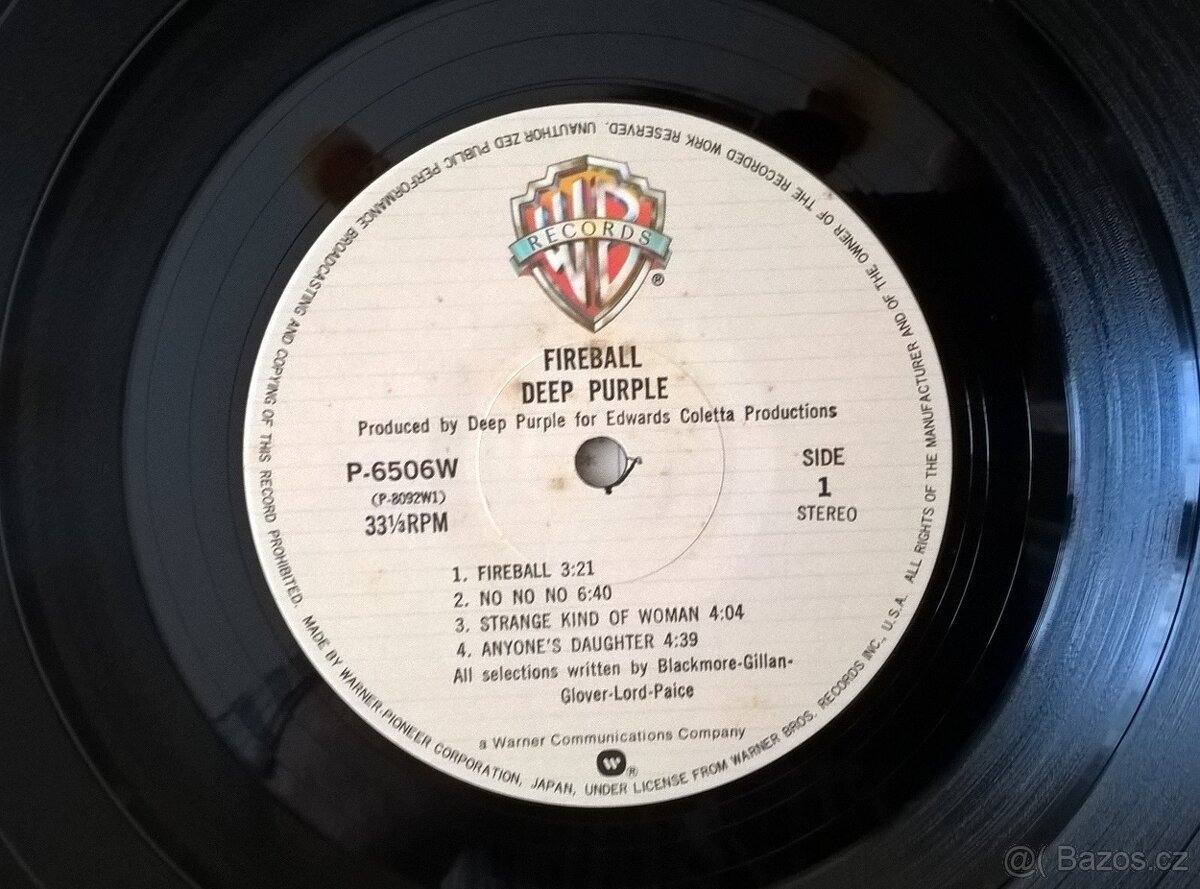 RECORDS
®
FIREBALL
DEEP PURPLE
Produced by Deep Purple for Edwards Coletta Productions
P-6506W
(P-8092W1)
33⅓RPM
SIDE
1
STEREO
1. FIREBALL 3:21
2. NO NO NO 6:40
3. STRANGE KIND OF WOMAN 4:04
4. ANYONE'S DAUGHTER 4:39
All selections written by Blackmore-Gillan-
Glover-Lord-Paice
a Warner Communications Company
®
MADE BY WARNER-PIONEER CORPORATION, JAPAN, UNDER LICENSE FROM WARNER BROS. RECORDS INC., U.S.A. ALL RIGHTS OF THE MANUFACTURER AND OF THE OWNER OF THE RECORDED WORK RESERVED. UNAUTHORIZED PUBLIC PERFORMANCE BROADCASTING AND COPYING OF THIS RECORD PROHIBITED.
@( Bazos.cz